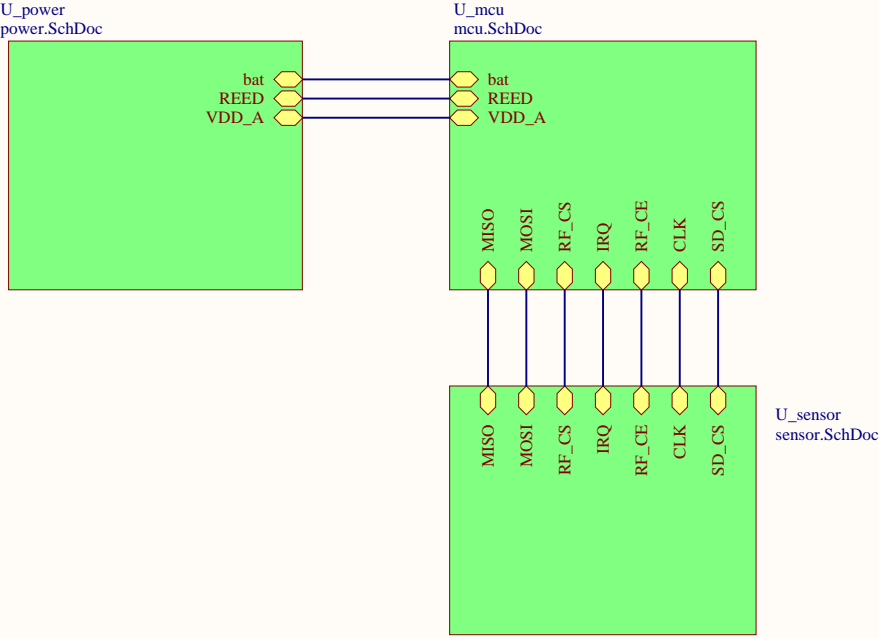 U_power
power.SchDoc
U_mcu
mcu.SchDoc
bat
REED
VDD_A
bat
REED
VDD_A
MISO
MOSI
RF_CS
IRQ
RF_CE
CLK
SD_CS
MISO
MOSI
RF_CS
IRQ
RF_CE
CLK
SD_CS
U_sensor
sensor.SchDoc